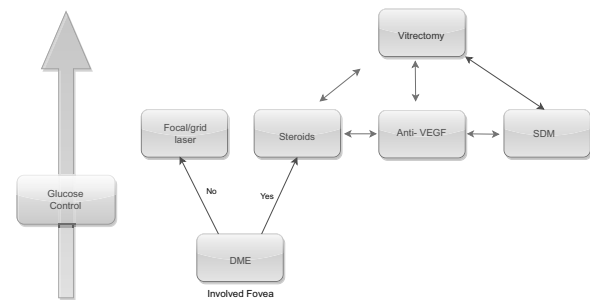 Vitrectomy
Focal/grid
laser
Steroids
Anti- VEGF
SDM
Glucose
Control
No
Yes
DME
Involved Fovea